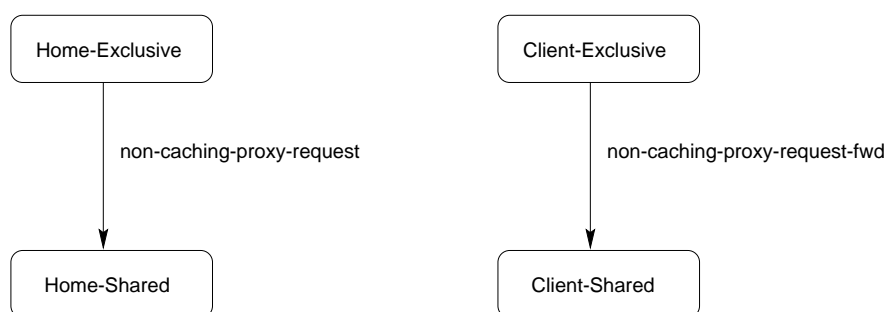 Home-Exclusive
Client-Exclusive
non-caching-proxy-request
non-caching-proxy-request-fwd
Home-Shared
Client-Shared